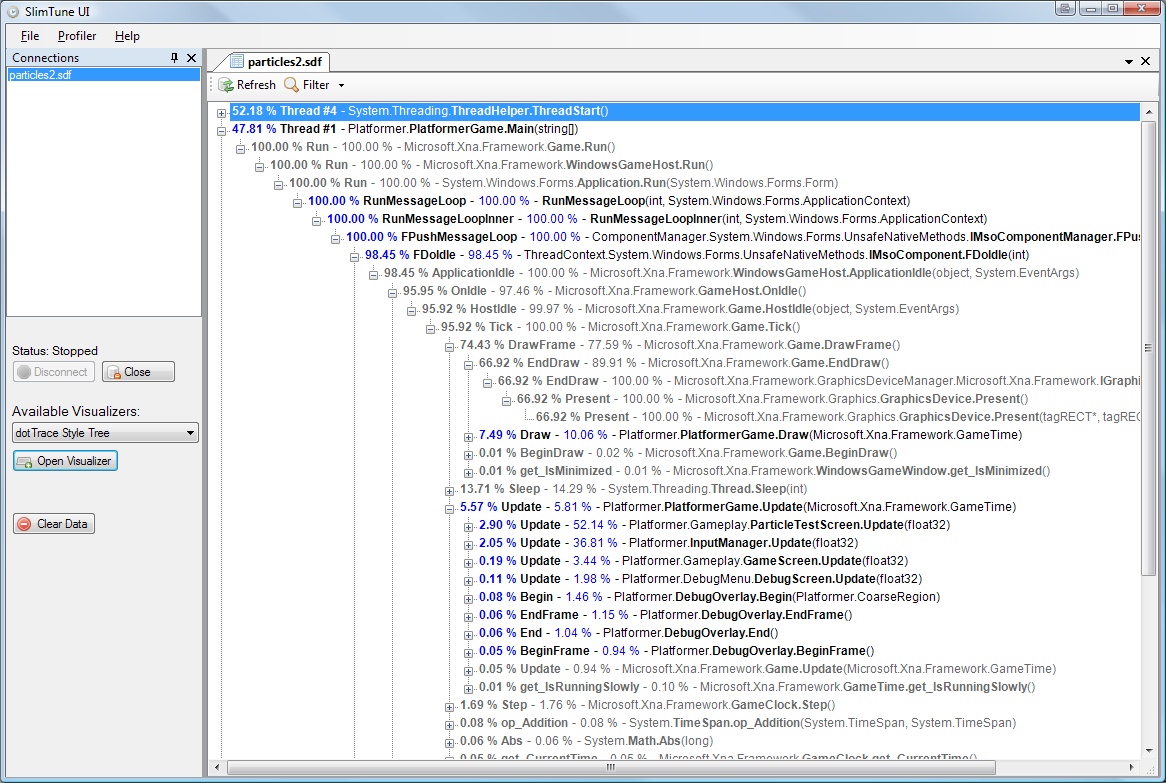 SlimTune UI
File Profiler Help
Connections
particles2.sdf
Status: Stopped
Disconnect Close
Available Visualizers:
dotTrace Style Tree
Open Visualizer
Clear Data
particles2.sdf
Refresh Filter
52.18 % Thread #4 - System.Threading.ThreadHelper.ThreadStart()
47.81 % Thread #1 - Platformer.PlatformerGame.Main(string[])
100.00 % Run - 100.00 % - Microsoft.Xna.Framework.Game.Run()
100.00 % Run - 100.00 % - Microsoft.Xna.Framework.WindowsGameHost.Run()
100.00 % Run - 100.00 % - System.Windows.Forms.Application.Run(System.Windows.Forms.Form)
100.00 % RunMessageLoop - 100.00 % - RunMessageLoop(int, System.Windows.Forms.ApplicationContext)
100.00 % RunMessageLoopInner - 100.00 % - RunMessageLoopInner(int, System.Windows.Forms.ApplicationContext)
100.00 % FPushMessageLoop - 100.00 % - ComponentManager.System.Windows.Forms.UnsafeNativeMethods.IMsoComponentManager.FPus
98.45 % FDoIdle - 98.45 % - ThreadContext.System.Windows.Forms.UnsafeNativeMethods.IMsoComponent.FDoIdle(int)
98.45 % ApplicationIdle - 100.00 % - Microsoft.Xna.Framework.WindowsGameHost.ApplicationIdle(object, System.EventArgs)
95.95 % OnIdle - 97.46 % - Microsoft.Xna.Framework.GameHost.OnIdle()
95.92 % HostIdle - 99.97 % - Microsoft.Xna.Framework.Game.HostIdle(object, System.EventArgs)
95.92 % Tick - 100.00 % - Microsoft.Xna.Framework.Game.Tick()
74.43 % DrawFrame - 77.59 % - Microsoft.Xna.Framework.Game.DrawFrame()
66.92 % EndDraw - 89.91 % - Microsoft.Xna.Framework.Game.EndDraw()
66.92 % EndDraw - 100.00 % - Microsoft.Xna.Framework.GraphicsDeviceManager.Microsoft.Xna.Framework.IGraphi
66.92 % Present - 100.00 % - Microsoft.Xna.Framework.Graphics.GraphicsDevice.Present()
66.92 % Present - 100.00 % - Microsoft.Xna.Framework.Graphics.GraphicsDevice.Present(tagRECT*, tagREC
7.49 % Draw - 10.06 % - Platformer.PlatformerGame.Draw(Microsoft.Xna.Framework.GameTime)
0.01 % BeginDraw - 0.02 % - Microsoft.Xna.Framework.Game.BeginDraw()
0.01 % get_IsMinimized - 0.01 % - Microsoft.Xna.Framework.WindowsGameWindow.get_IsMinimized()
13.71 % Sleep - 14.29 % - System.Threading.Thread.Sleep(int)
5.57 % Update - 5.81 % - Platformer.PlatformerGame.Update(Microsoft.Xna.Framework.GameTime)
2.90 % Update - 52.14 % - Platformer.Gameplay.ParticleTestScreen.Update(float32)
2.05 % Update - 36.81 % - Platformer.InputManager.Update(float32)
0.19 % Update - 3.44 % - Platformer.Gameplay.GameScreen.Update(float32)
0.11 % Update - 1.98 % - Platformer.DebugMenu.DebugScreen.Update(float32)
0.08 % Begin - 1.46 % - Platformer.DebugOverlay.Begin(Platformer.CoarseRegion)
0.06 % EndFrame - 1.15 % - Platformer.DebugOverlay.EndFrame()
0.06 % End - 1.04 % - Platformer.DebugOverlay.End()
0.05 % BeginFrame - 0.94 % - Platformer.DebugOverlay.BeginFrame()
0.05 % Update - 0.94 % - Microsoft.Xna.Framework.Game.Update(Microsoft.Xna.Framework.GameTime)
0.01 % get_IsRunningSlowly - 0.10 % - Microsoft.Xna.Framework.GameTime.get_IsRunningSlowly()
1.69 % Step - 1.76 % - Microsoft.Xna.Framework.GameClock.Step()
0.08 % op_Addition - 0.08 % - System.TimeSpan.op_Addition(System.TimeSpan, System.TimeSpan)
0.06 % Abs - 0.06 % - System.Math.Abs(long)
0.05 % get_CurrentTime - 0.05 % - Microsoft.Xna.Framework.GameClock.get_CurrentTime()